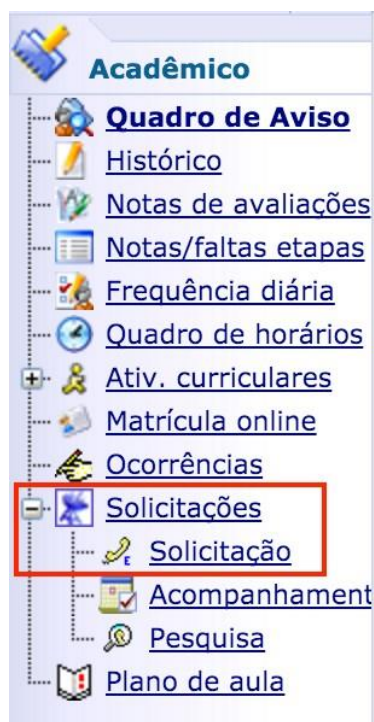 Acadêmico
Quadro de Aviso
Histórico
Notas de avaliações
Notas/faltas etapas
Frequência diária
Quadro de horários
Ativ. curriculares
Matrícula online
Ocorrências
Solicitações
Solicitação
Acompanhament
Pesquisa
Plano de aula